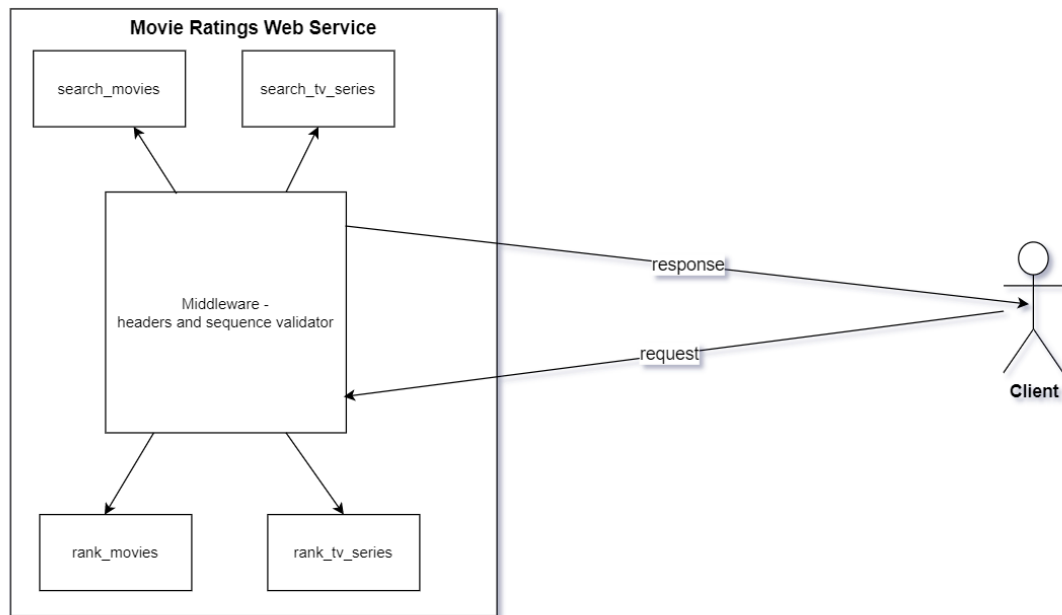 Movie Ratings Web Service
search_movies
search_tv_series
Middleware -
headers and sequence validator
response
request
Client
rank_movies
rank_tv_series